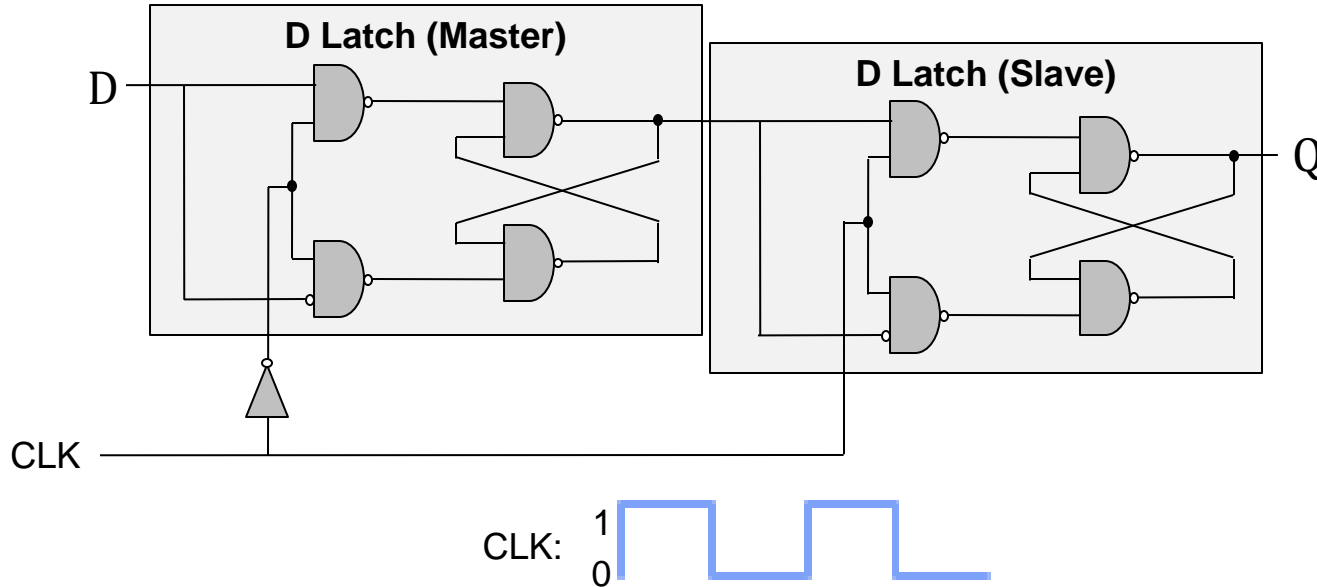 D Latch (Master)
D Latch (Slave)
D
Q
CLK
CLK:
1
0